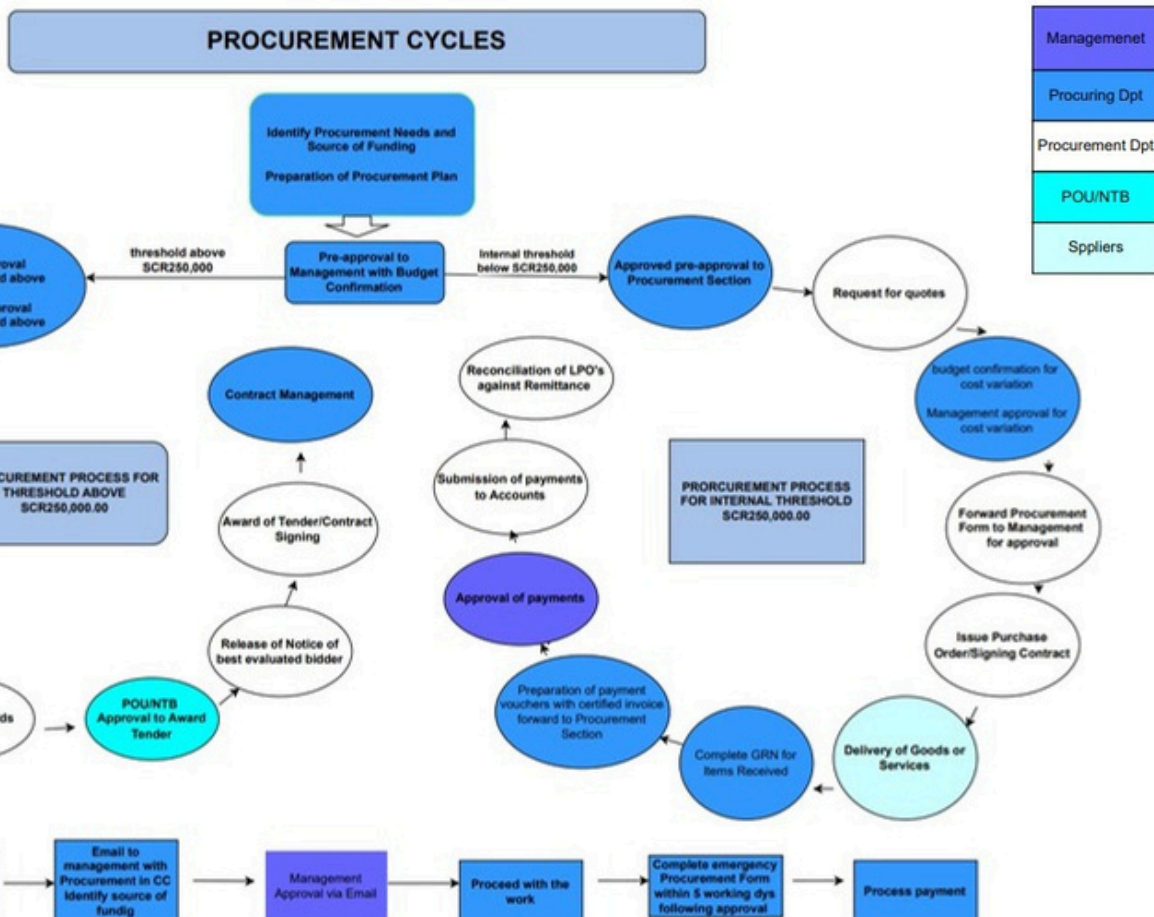 PROCUREMENT CYCLES
Managemenet
Procuring Dpt
Procurement Dpt
POU/NTB
Sppliers
Identify Procurement Needs and
Source of Funding
Preparation of Procurement Plan
threshold above
SCR250,000
Pre-approval to
Management with Budget
Confirmation
Internal threshold
below SCR250,000
Approved pre-approval to
Procurement Section
Request for quotes
d above
d above
budget confirmation for
cost variation
Management approval for
cost variation
Reconciliation of LPO's
against Remittance
Contract Management
Submission of payments
to Accounts
CUREMENT PROCESS FOR
THRESHOLD ABOVE
SCR250,000.00
PRORCUREMENT PROCESS
FOR INTERNAL THRESHOLD
SCR250,000.00
Award of Tender/Contract
Signing
Forward Procurement
Form to Management
for approval
Approval of payments
Release of Notice of
best evaluated bidder
Issue Purchase
Order/Signing Contract
ds
POU/NTB
Approval to Award
Tender
Preparation of payment
vouchers with certified invoice
forward to Procurement
Section
Complete GRN for
Items Received
Delivery of Goods or
Services
Email to
management with
Procurement in CC
Identify source of
fundig
Management
Approval via Email
Proceed with the
work
Complete emergency
Procurement Form
within 5 working dys
following approval
Process payment